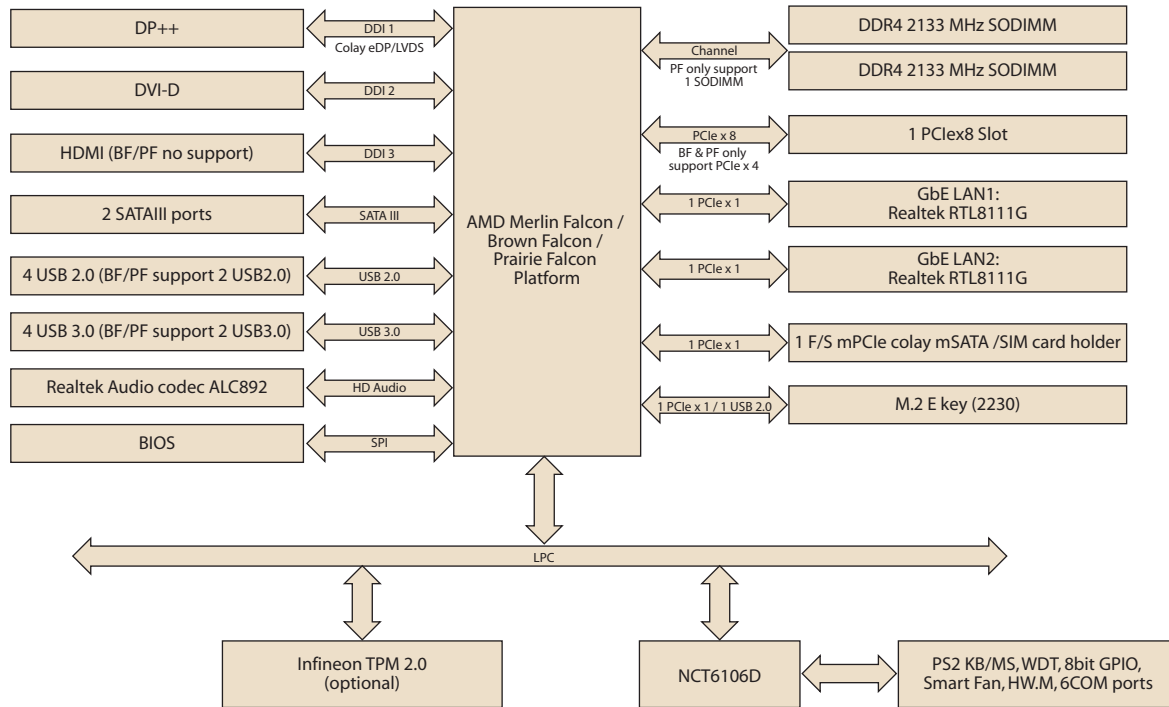 DP++
DDI 1
Colay eDP/LVDS
DVI-D
DDI 2
HDMI (BF/PF no support)
DDI 3
2 SATAIII ports
SATA III
4 USB 2.0 (BF/PF support 2 USB2.0)
USB 2.0
4 USB 3.0 (BF/PF support 2 USB3.0)
USB 3.0
Realtek Audio codec ALC892
HD Audio
BIOS
SPI
AMD Merlin Falcon /
Brown Falcon /
Prairie Falcon
Platform
Channel
PF only support
1 SODIMM
DDR4 2133 MHz SODIMM
DDR4 2133 MHz SODIMM
PCIe x 8
BF & PF only
support PCIe x 4
1 PCIex8 Slot
1 PCIe x 1
GbE LAN1:
Realtek RTL8111G
1 PCIe x 1
GbE LAN2:
Realtek RTL8111G
1 PCIe x 1
1 F/S mPCIe colay mSATA /SIM card holder
1 PCIe x 1 / 1 USB 2.0
M.2 E key (2230)
LPC
Infineon TPM 2.0
(optional)
NCT6106D
PS2 KB/MS, WDT, 8bit GPIO,
Smart Fan, HW.M, 6COM ports